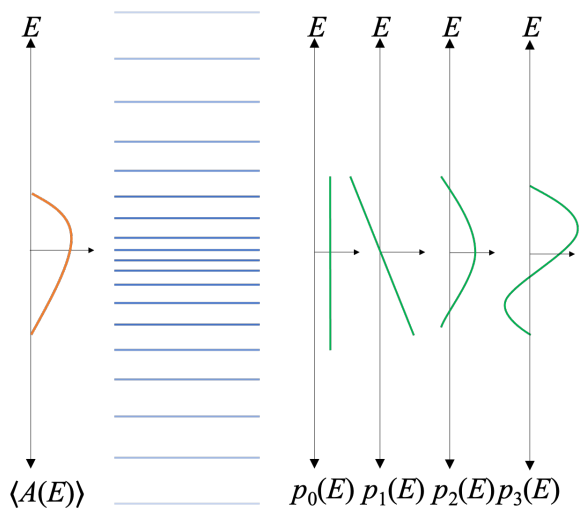 E E E E E
⟨A(E)⟩ p₀(E) p₁(E) p₂(E) p₃(E)